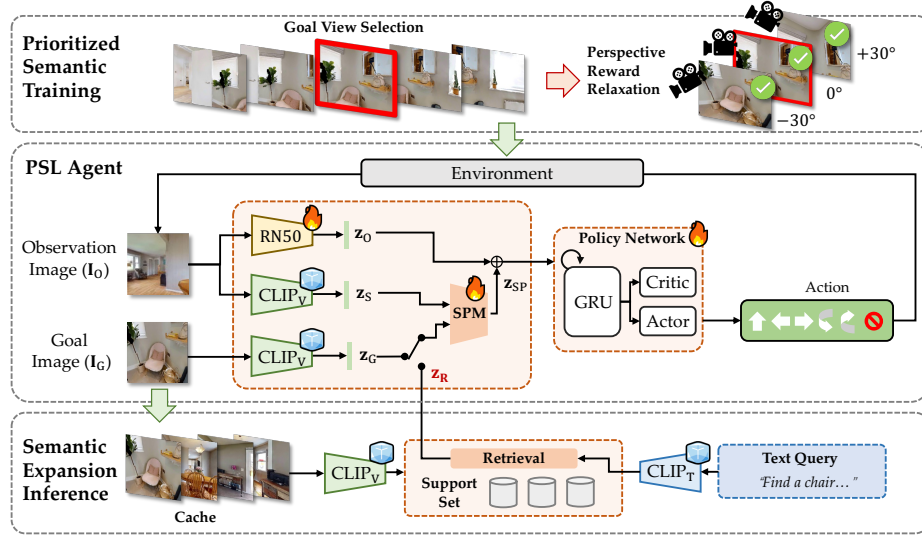 Prioritized
Semantic
Training
Goal View Selection
Perspective
Reward
Relaxation
+30°
0°
−30°
PSL Agent
Environment
Observation
Image (I_O)
Goal
Image (I_G)
RN50
z_O
CLIP_V
z_S
CLIP_V
z_G
SPM
z_SP
z_R
Policy Network
GRU
Critic
Actor
Action
Semantic
Expansion
Inference
Cache
CLIP_V
Retrieval
Support
Set
CLIP_T
Text Query
"Find a chair… "